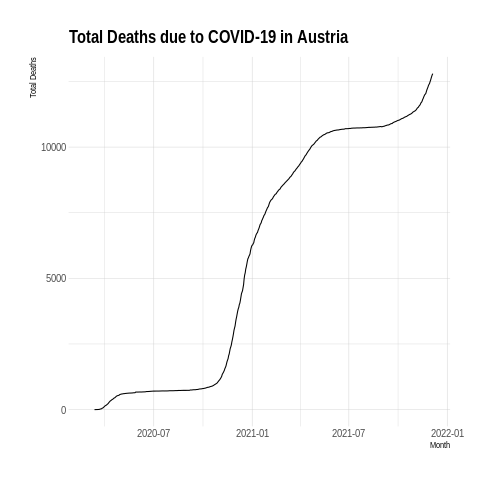 Total Deaths due to COVID-19 in Austria
Total Deaths
10000
5000
0
2020-07
2021-01
2021-07
2022-01
Month